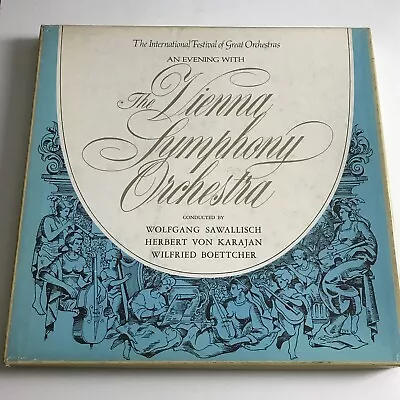 The International Festival of Great Orchestras
AN EVENING WITH
The Vienna
Symphony
Orchestra
CONDUCTED BY
WOLFGANG SAWALLISCH
HERBERT VON KARAJAN
WILFRIED BOETTCHER